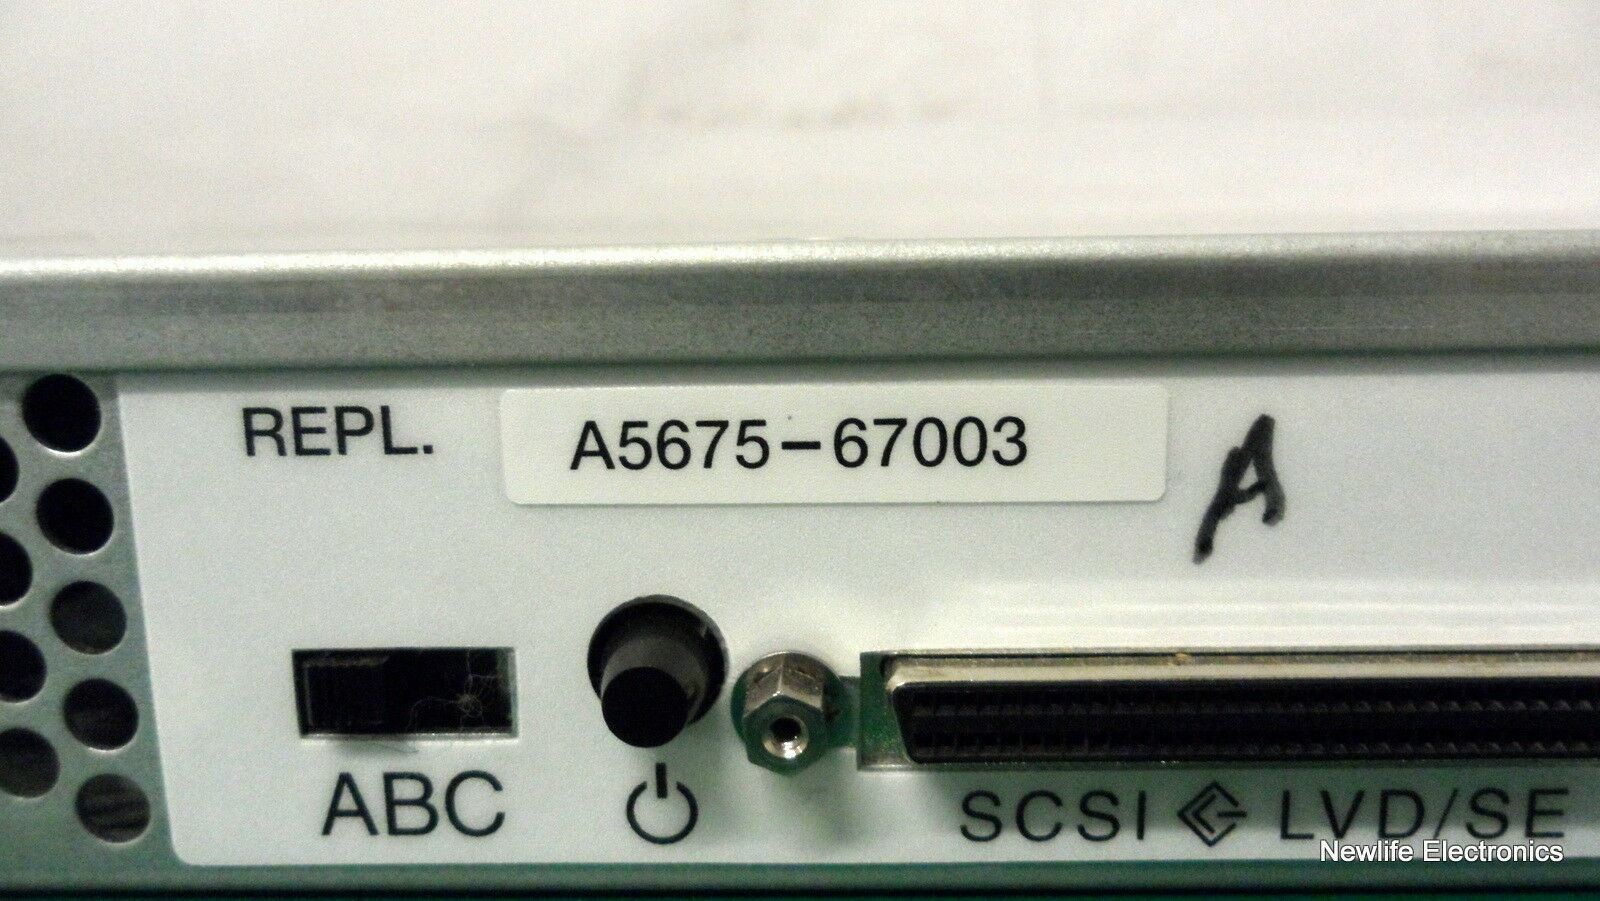 REPL. A5675-67003 A
ABC
SCSI LVD/SE
Newlife Electronics